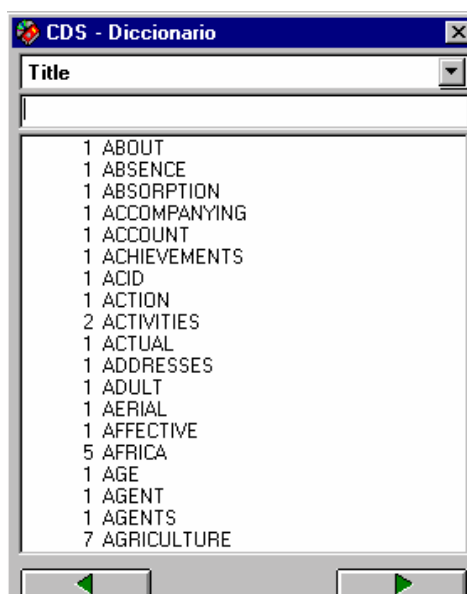 CDS - Diccionario
Title
1 ABOUT
1 ABSENCE
1 ABSORPTION
1 ACCOMPANYING
1 ACCOUNT
1 ACHIEVEMENTS
1 ACID
1 ACTION
2 ACTIVITIES
1 ACTUAL
1 ADDRESSES
1 ADULT
1 AERIAL
1 AFFECTIVE
5 AFRICA
1 AGE
1 AGENT
1 AGENTS
7 AGRICULTURE